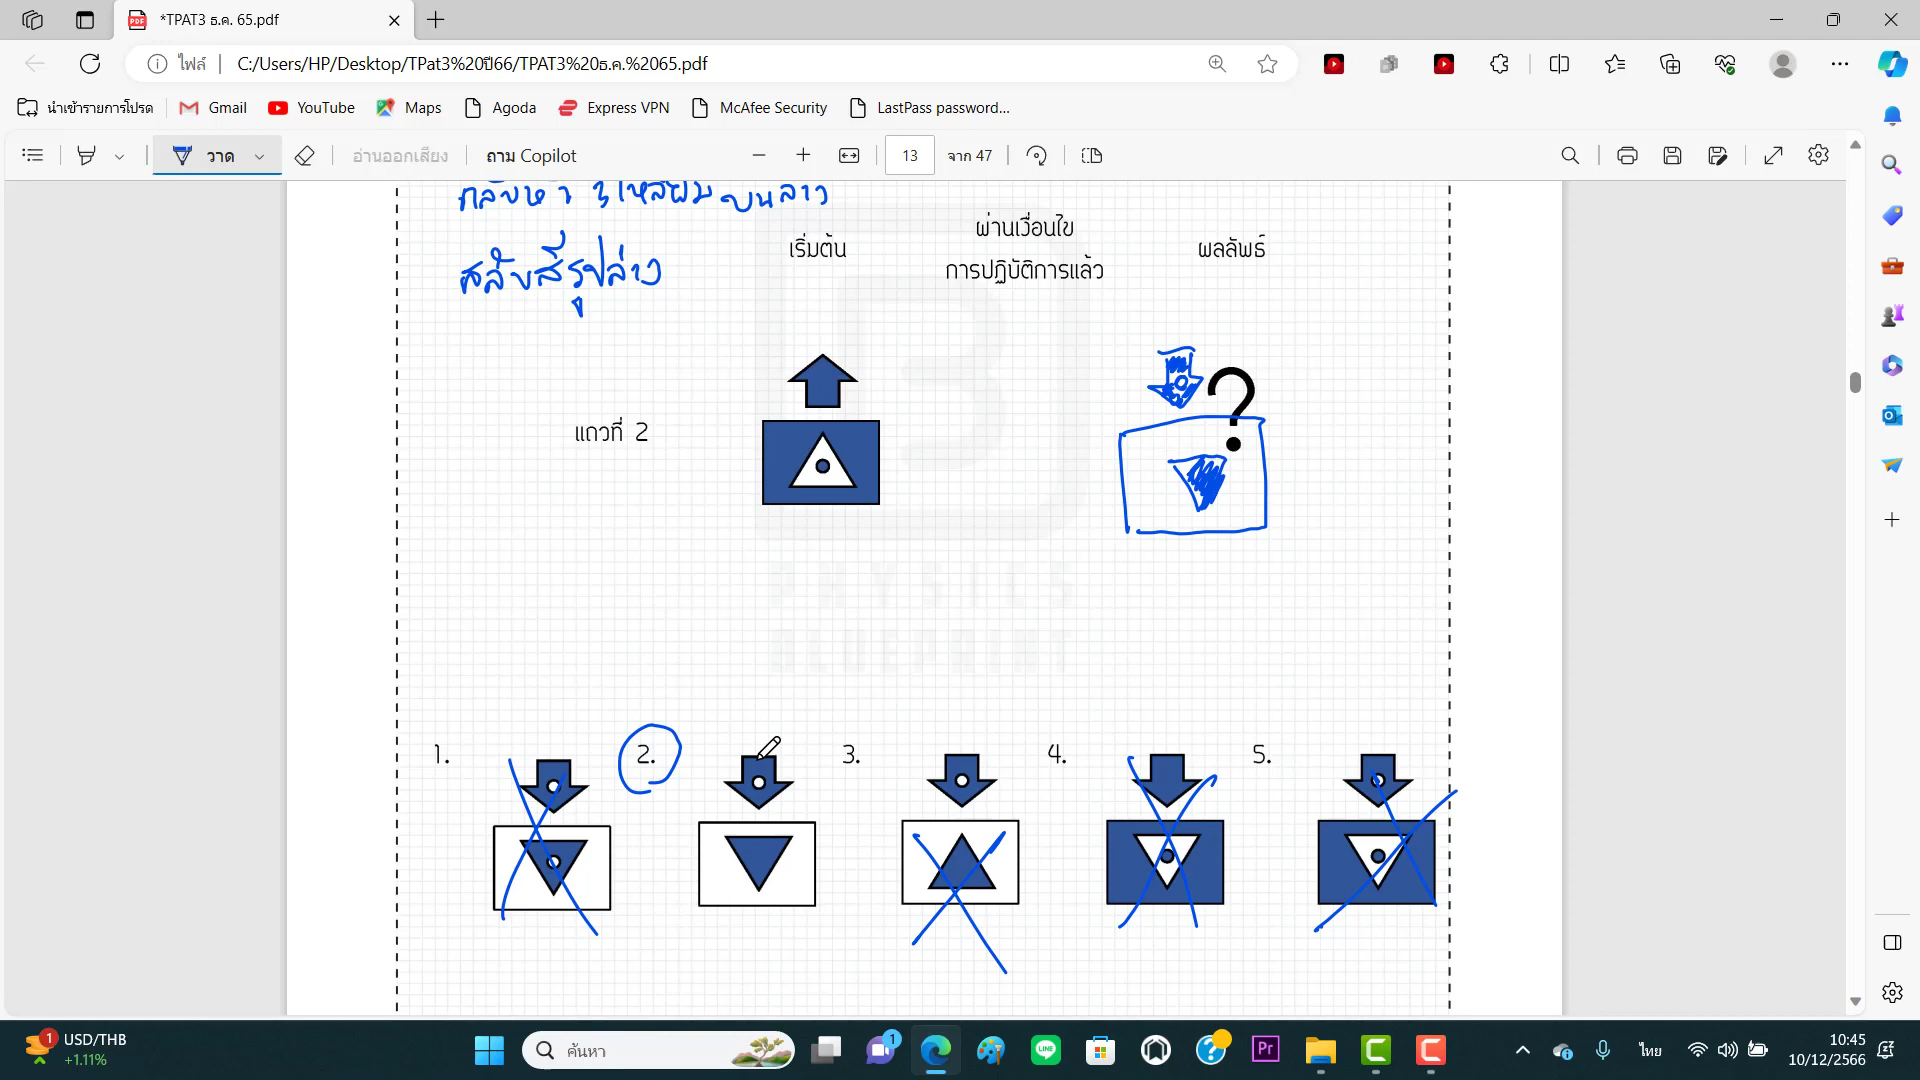 *TPAT3 ธ.ค. 65.pdf
ไฟล์ C:/Users/HP/Desktop/TPat3%20ปี66/TPAT3%20ธ.ค.%2065.pdf
นำเข้ารายการโปรด Gmail YouTube Maps Agoda Express VPN McAfee Security LastPass password...
วาด อ่านออกเสียง ถาม Copilot 13 จาก 47
สลับสีรูปล่าง
เริ่มต้น
ผ่านเงื่อนไข
การปฏิบัติการแล้ว
ผลลัพธ์
แถวที่ 2
?
PHYSICS
BLUEPRINT
1. 2. 3. 4. 5.
1 USD/THB
+1.11%
ค้นหา
1
Pr
LINE
ไทย
10:45
10/12/2566